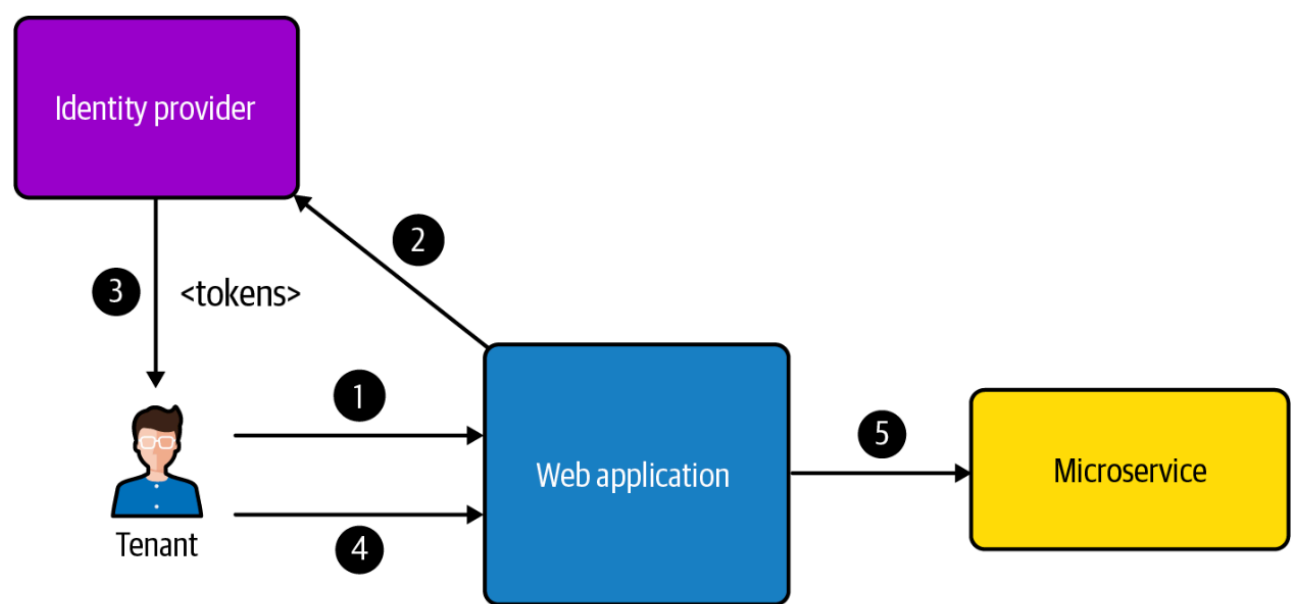 Identity provider
2
3
<tokens>
1
Web application
5
Microservice
Tenant
4